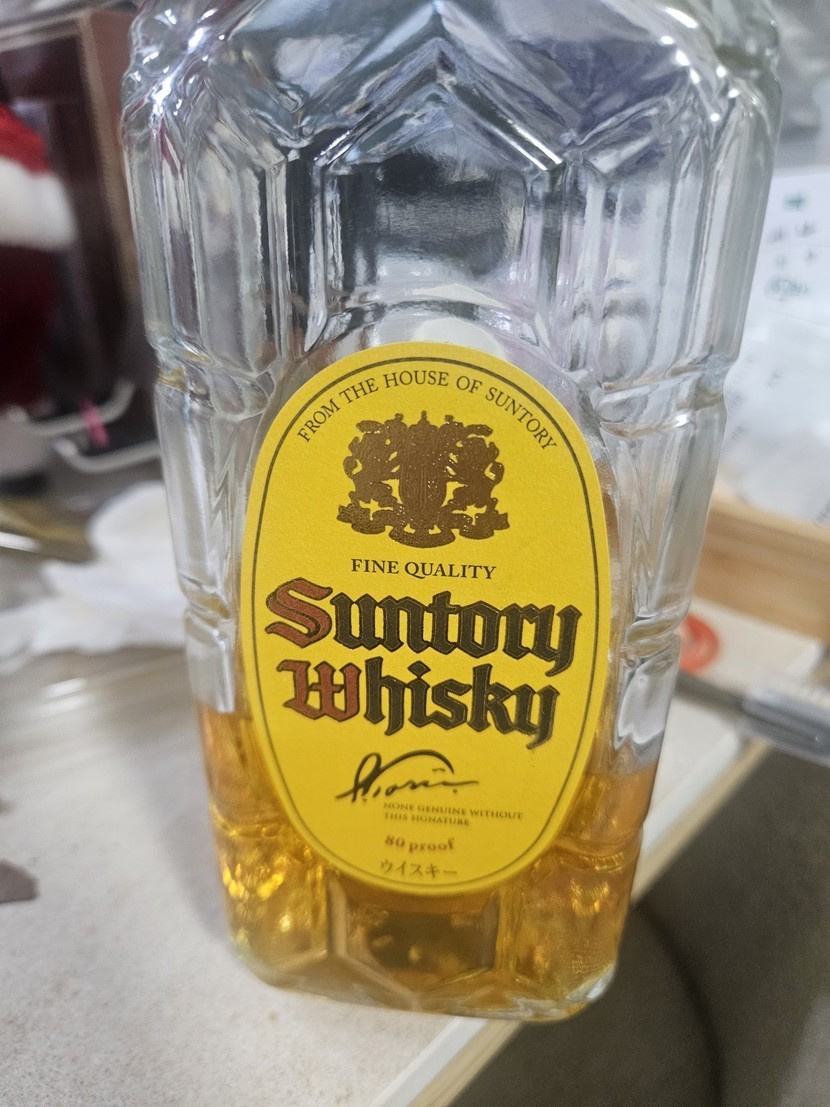 FROM THE HOUSE OF SUNTORY
FINE QUALITY
Suntory
Whisky
NONE GENUINE WITHOUT
THIS SIGNATURE
80 proof
ウイスキー